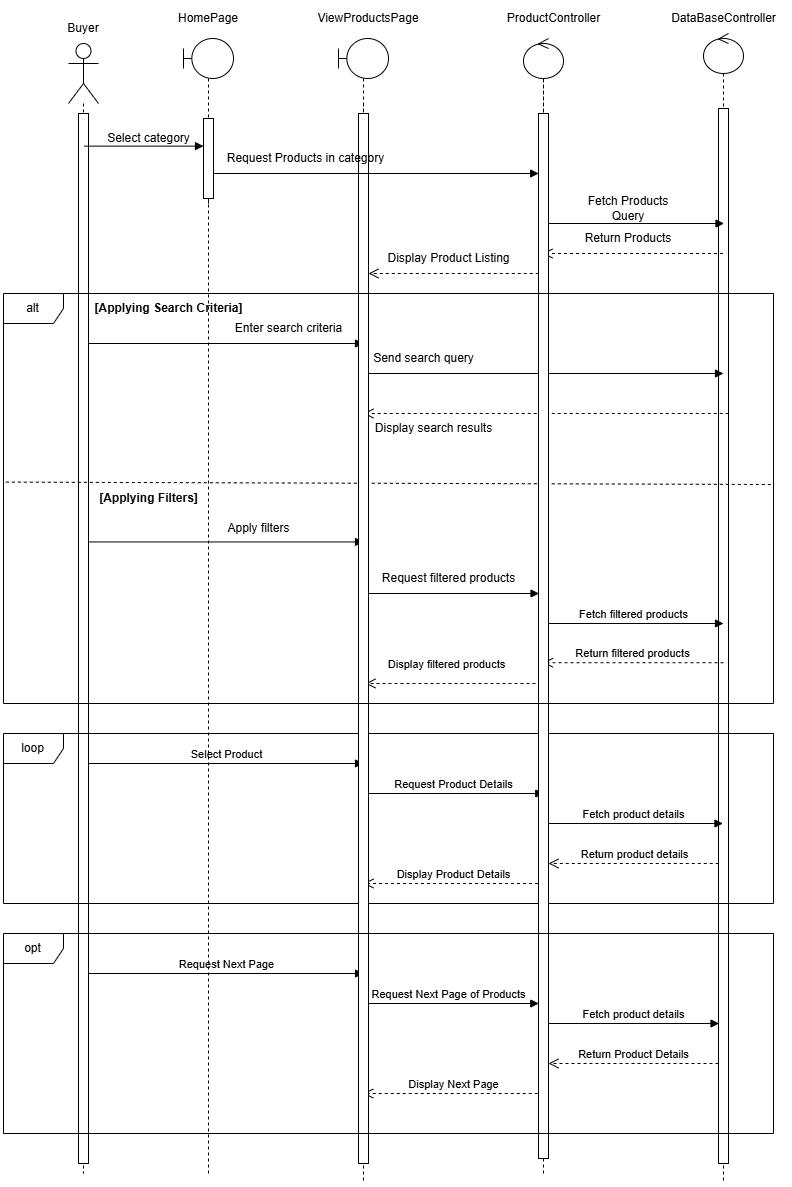 HomePage
ViewProductsPage
ProductController
DataBaseController
Buyer
Select category
Request Products in category
Fetch Products
Query
Return Products
Display Product Listing
alt
[Applying Search Criteria]
Enter search criteria
Send search query
Display search results
[Applying Filters]
Apply filters
Request filtered products
Fetch filtered products
Return filtered products
Display filtered products
loop
Select Product
Request Product Details
Fetch product details
Return product details
Display Product Details
opt
Request Next Page
Request Next Page of Products
Fetch product details
Return Product Details
Display Next Page